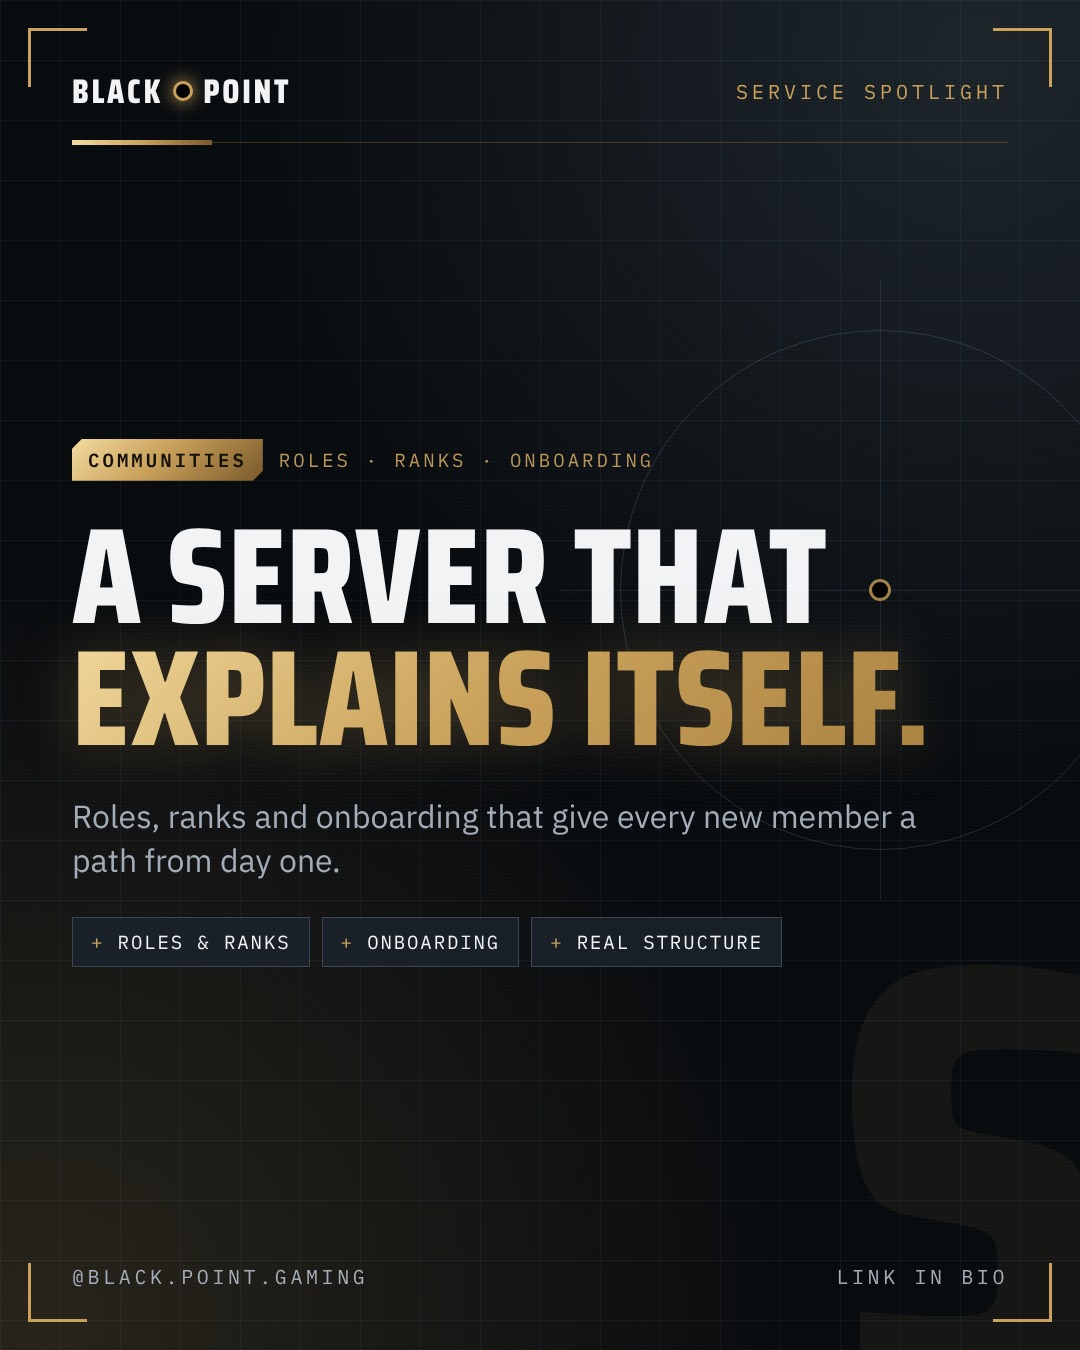 BLACK POINT
SERVICE SPOTLIGHT
COMMUNITIES ROLES · RANKS · ONBOARDING
A SERVER THAT
EXPLAINS ITSELF.
Roles, ranks and onboarding that give every new member a
path from day one.
+ ROLES & RANKS + ONBOARDING + REAL STRUCTURE
S
@BLACK.POINT.GAMING
LINK IN BIO